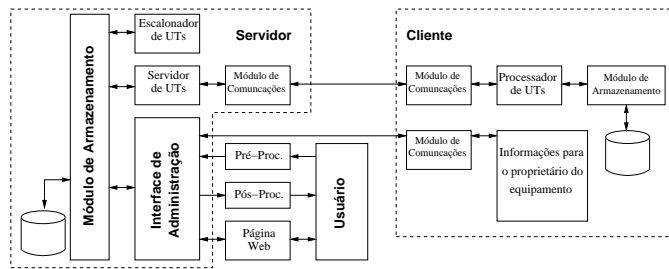 Escalonador
de UTs
Servidor
Cliente
Módulo de Armazenamento
Servidor
de UTs
Módulo de
Comuncações
Módulo de
Comuncações
Processador
de UTs
Módulo de
Armazenamento
Interface de
Administração
Pré−Proc.
Pós−Proc.
Página
Web
Usuário
Módulo de
Comuncações
Informações para
o proprietário do
equipamento